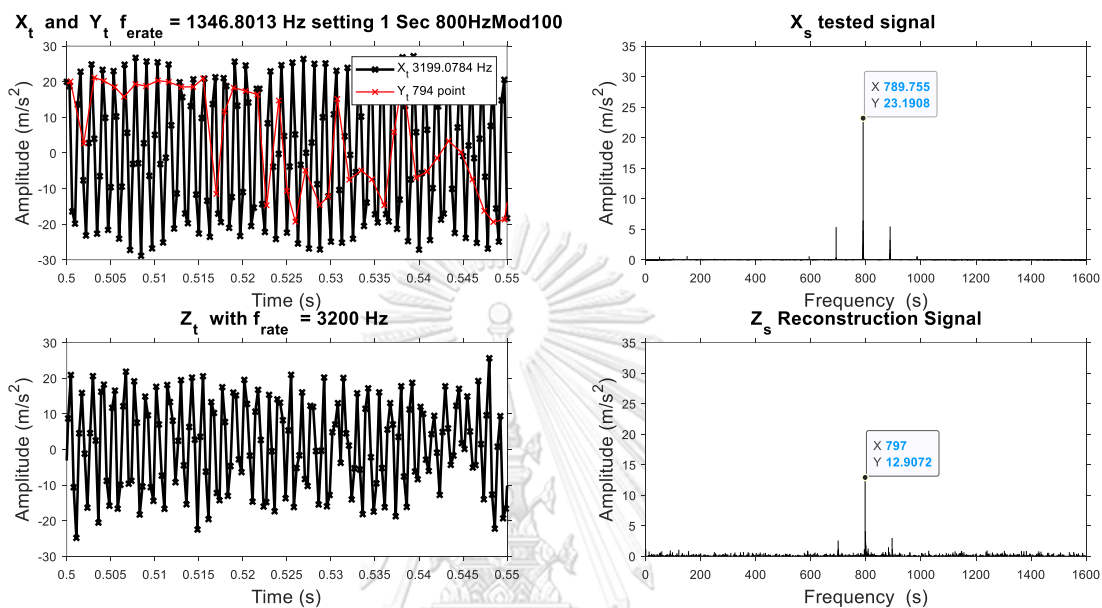 X_t and Y_t f_erate = 1346.8013 Hz setting 1 Sec 800HzMod100
Amplitude (m/s²)
30
20
10
0
-10
-20
-30
X_t 3199.0784 Hz
Y_t 794 point
0.5 0.505 0.51 0.515 0.52 0.525 0.53 0.535 0.54 0.545 0.55
Time (s)
X_s tested signal
Amplitude (m/s²)
35
30
25
20
15
10
5
0
X 789.755
Y 23.1908
0 200 400 600 800 1000 1200 1400 1600
Frequency (s)
Z_t with f_rate = 3200 Hz
Amplitude (m/s²)
30
20
10
0
-10
-20
-30
0.5 0.505 0.51 0.515 0.52 0.525 0.53 0.535 0.54 0.545 0.55
Time (s)
Z_s Reconstruction Signal
Amplitude (m/s²)
35
30
25
20
15
10
5
0
X 797
Y 12.9072
0 200 400 600 800 1000 1200 1400 1600
Frequency (s)